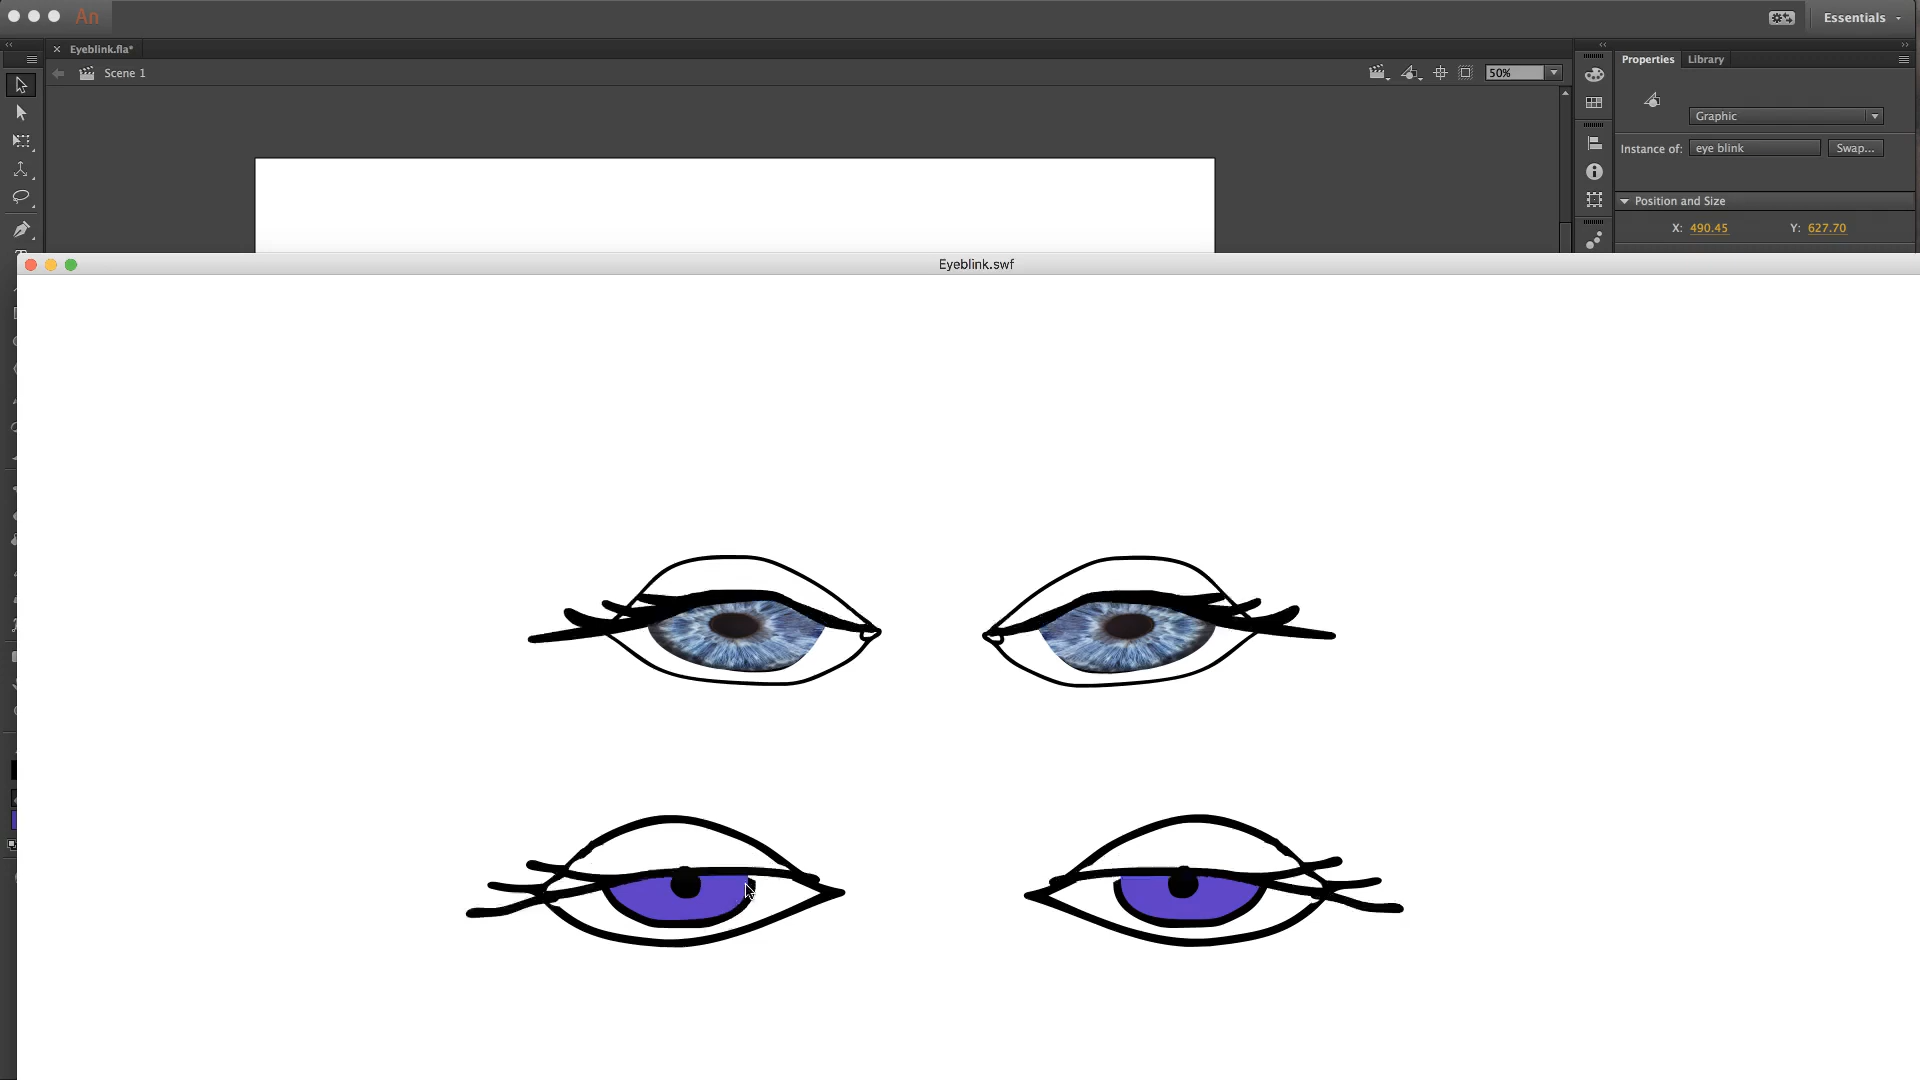 An
Essentials
Eyeblink.fla*
Scene 1
50%
Properties Library
Graphic
Instance of: eye blink Swap...
Position and Size
X: 490.45 Y: 627.70
Eyeblink.swf